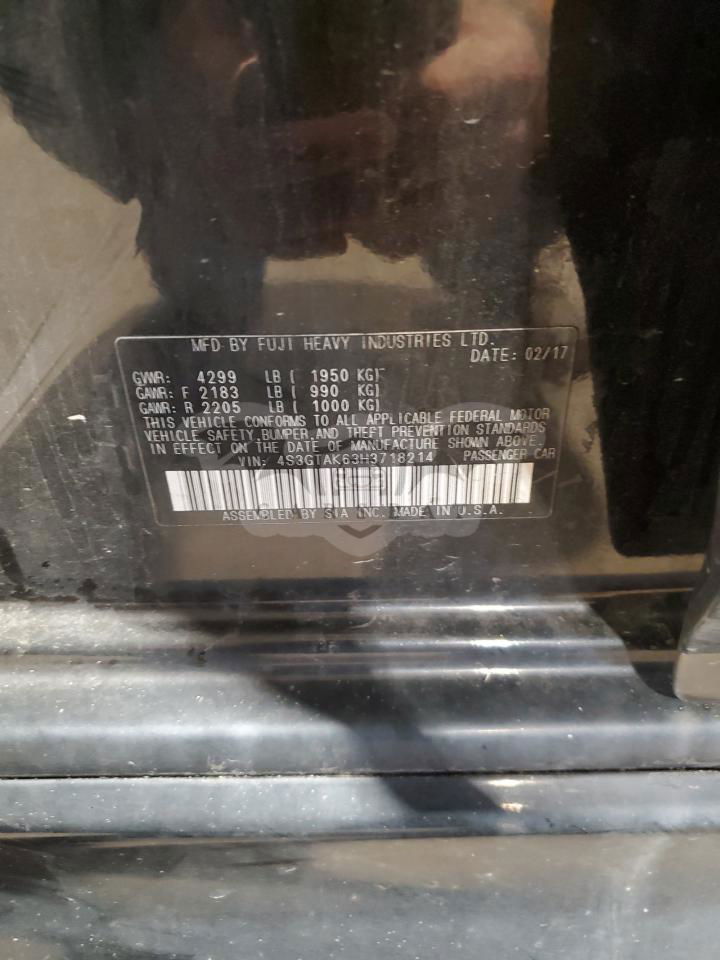 MFD BY FUJI HEAVY INDUSTRIES LTD.
DATE: 02/17
GVWR: 4299 LB ( 1950 KG)
GAWR: F 2183 LB ( 990 KG)
GAWR: R 2205 LB ( 1000 KG)
THIS VEHICLE CONFORMS TO ALL APPLICABLE FEDERAL MOTOR
VEHICLE SAFETY,BUMPER,AND THEFT PREVENTION STANDARDS
IN EFFECT ON THE DATE OF MANUFACTURE SHOWN ABOVE.
VIN: 4S3GTAK63H3718214 PASSENGER CAR
ASSEMBLED BY SIA INC. MADE IN U.S.A.